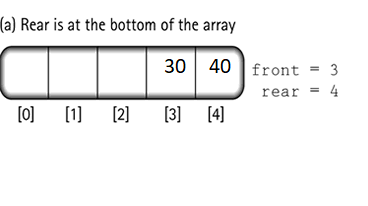 (a) Rear is at the bottom of the array
30 40 front = 3
rear = 4
[0] [1] [2] [3] [4]